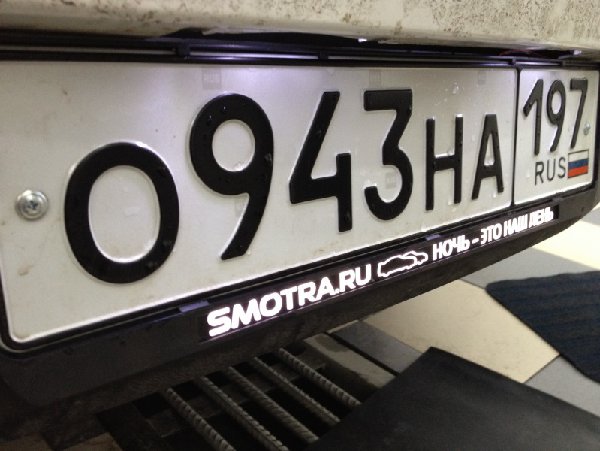 О943НА 197
RUS
SMOTRA.RU НОЧЬ - ЭТО НАШ ДЕНЬ